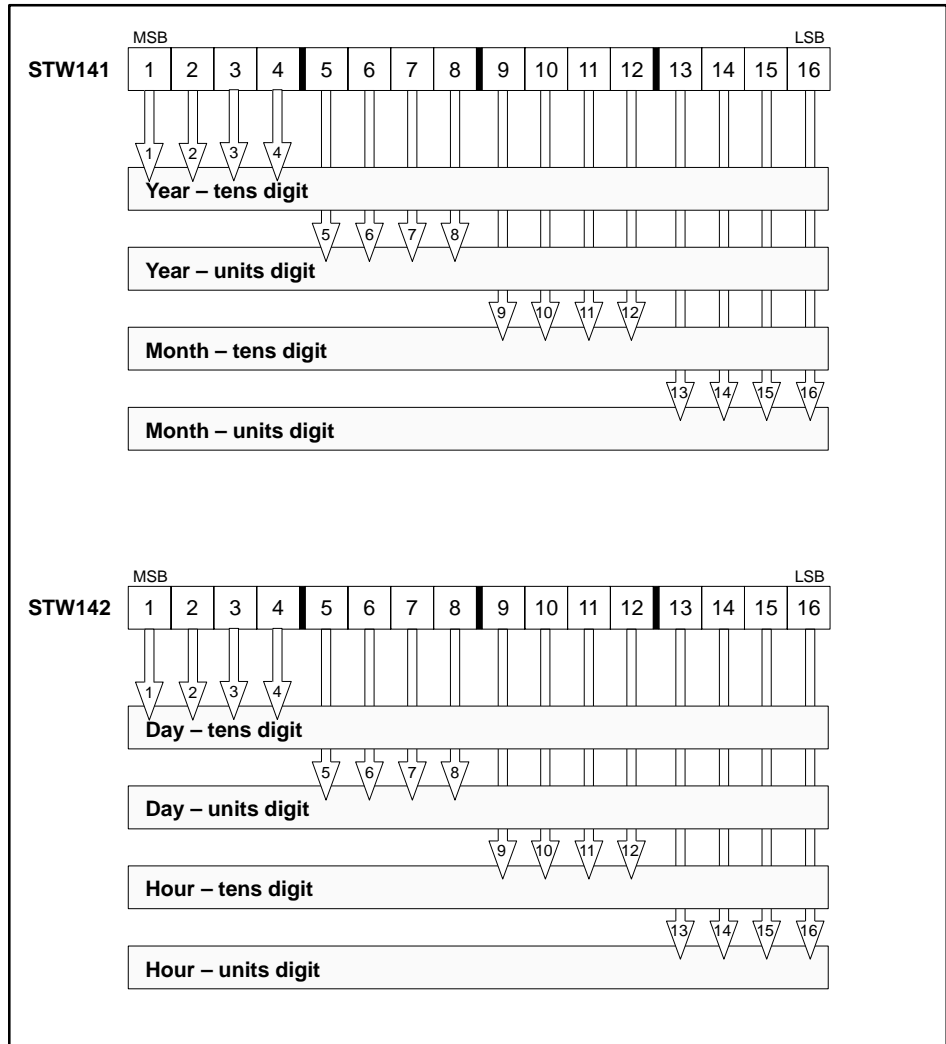 MSB LSB
STW141 1 2 3 4 5 6 7 8 9 10 11 12 13 14 15 16
1 2 3 4
Year – tens digit
5 6 7 8
Year – units digit
9 10 11 12
Month – tens digit
13 14 15 16
Month – units digit
MSB LSB
STW142 1 2 3 4 5 6 7 8 9 10 11 12 13 14 15 16
1 2 3 4
Day – tens digit
5 6 7 8
Day – units digit
9 10 11 12
Hour – tens digit
13 14 15 16
Hour – units digit